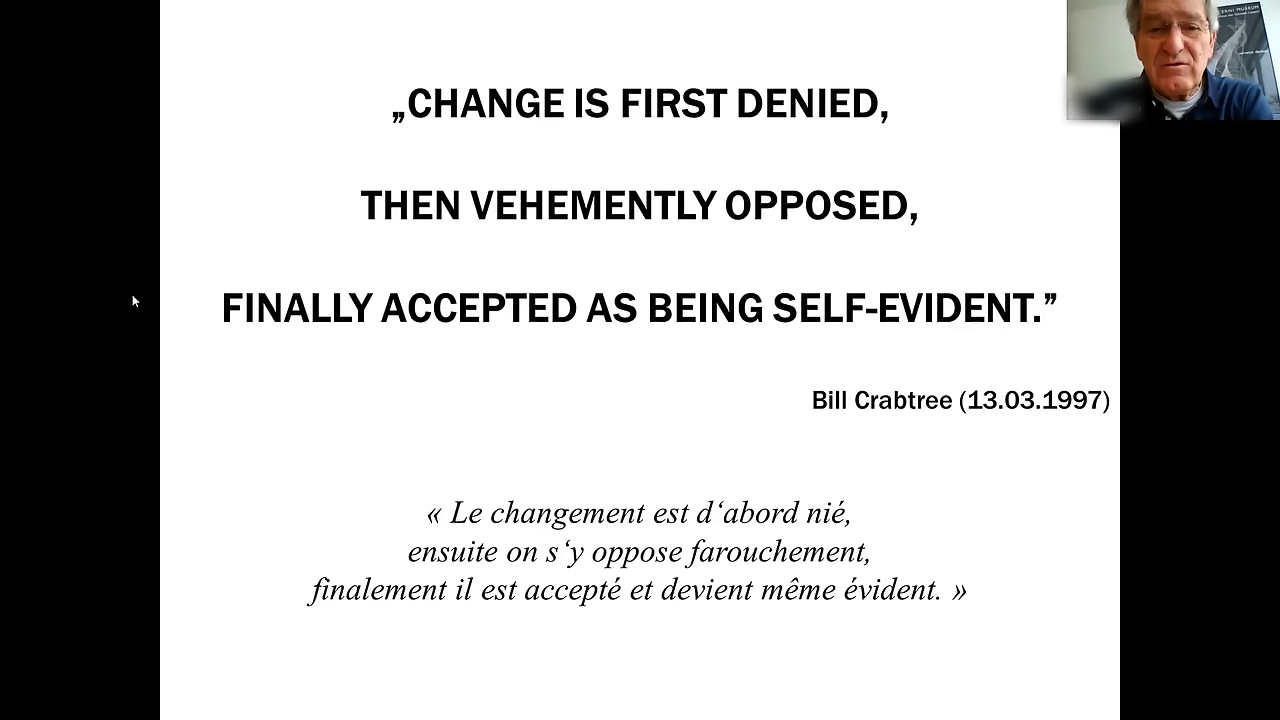 „CHANGE IS FIRST DENIED,
THEN VEHEMENTLY OPPOSED,
FINALLY ACCEPTED AS BEING SELF-EVIDENT.”
Bill Crabtree (13.03.1997)
« Le changement est d‘abord nié,
ensuite on s‘y oppose farouchement,
finalement il est accepté et devient même évident. »